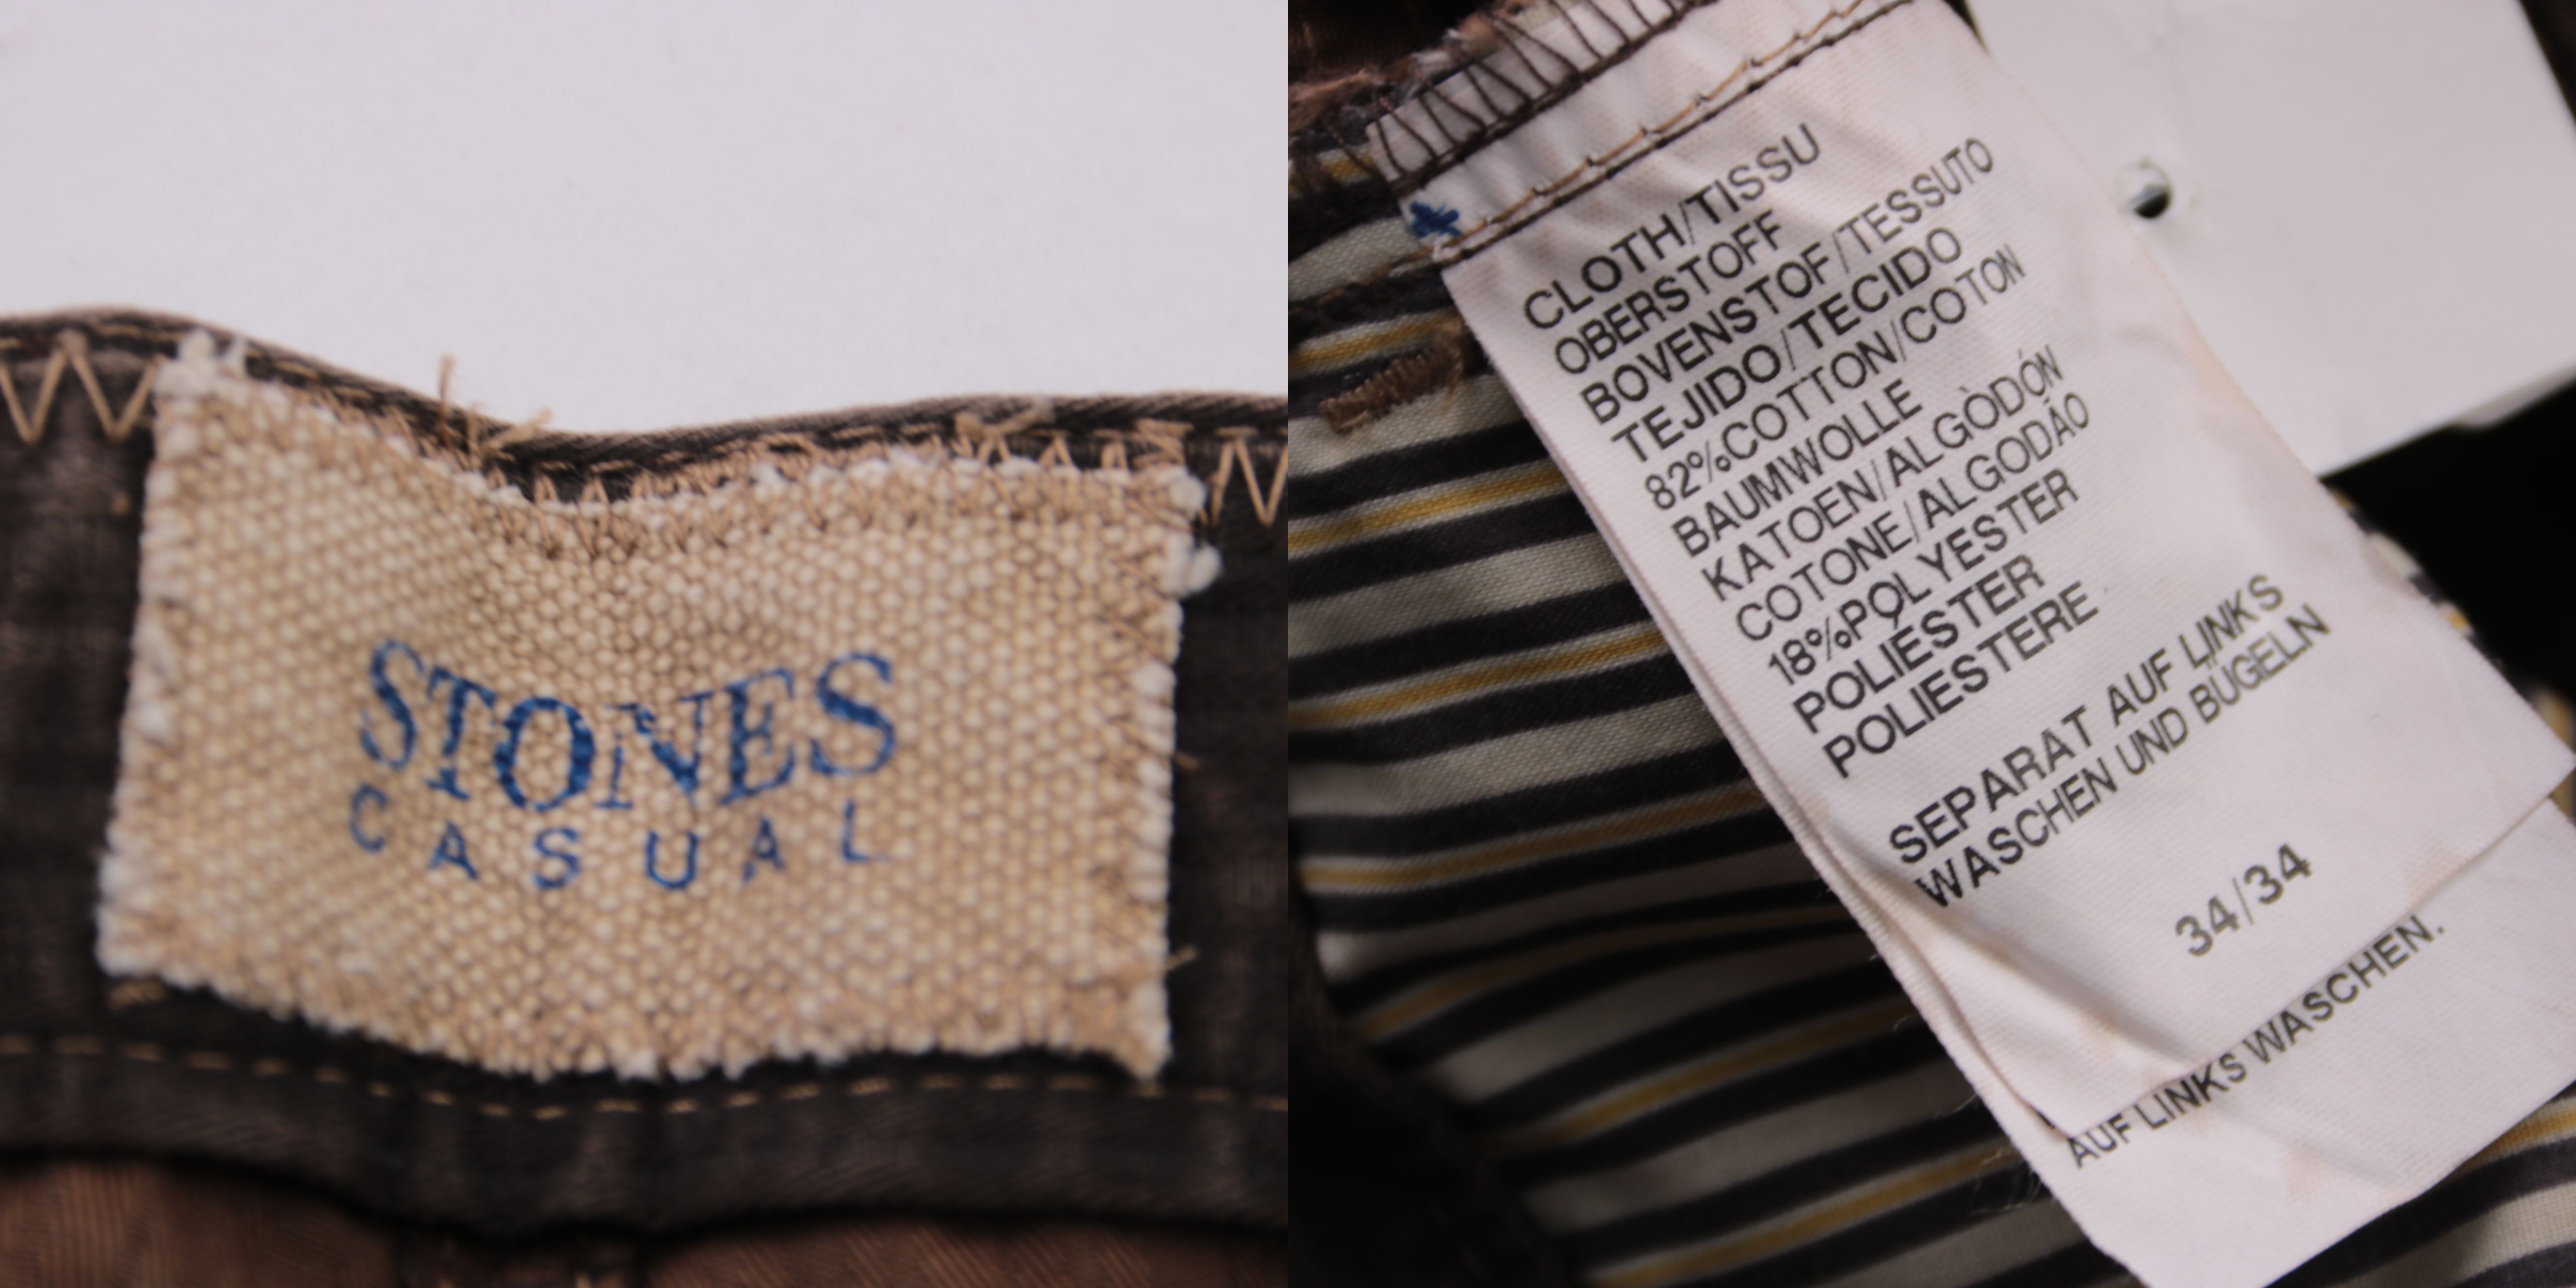 STONES
CASUAL
CLOTH/TISSU
OBERSTOFF
BOVENSTOF/TESSUTO
TEJIDO/TECIDO
82%COTTON/COTON
BAUMWOLLE
KATOEN/ALGÒDÓN
COTONE/ALGODÃO
18%POLYESTER
POLIÉSTER
POLIESTERE
SEPARAT AUF LINKS
WASCHEN UND BÜGELN
34/34
AUF LINKS WASCHEN.